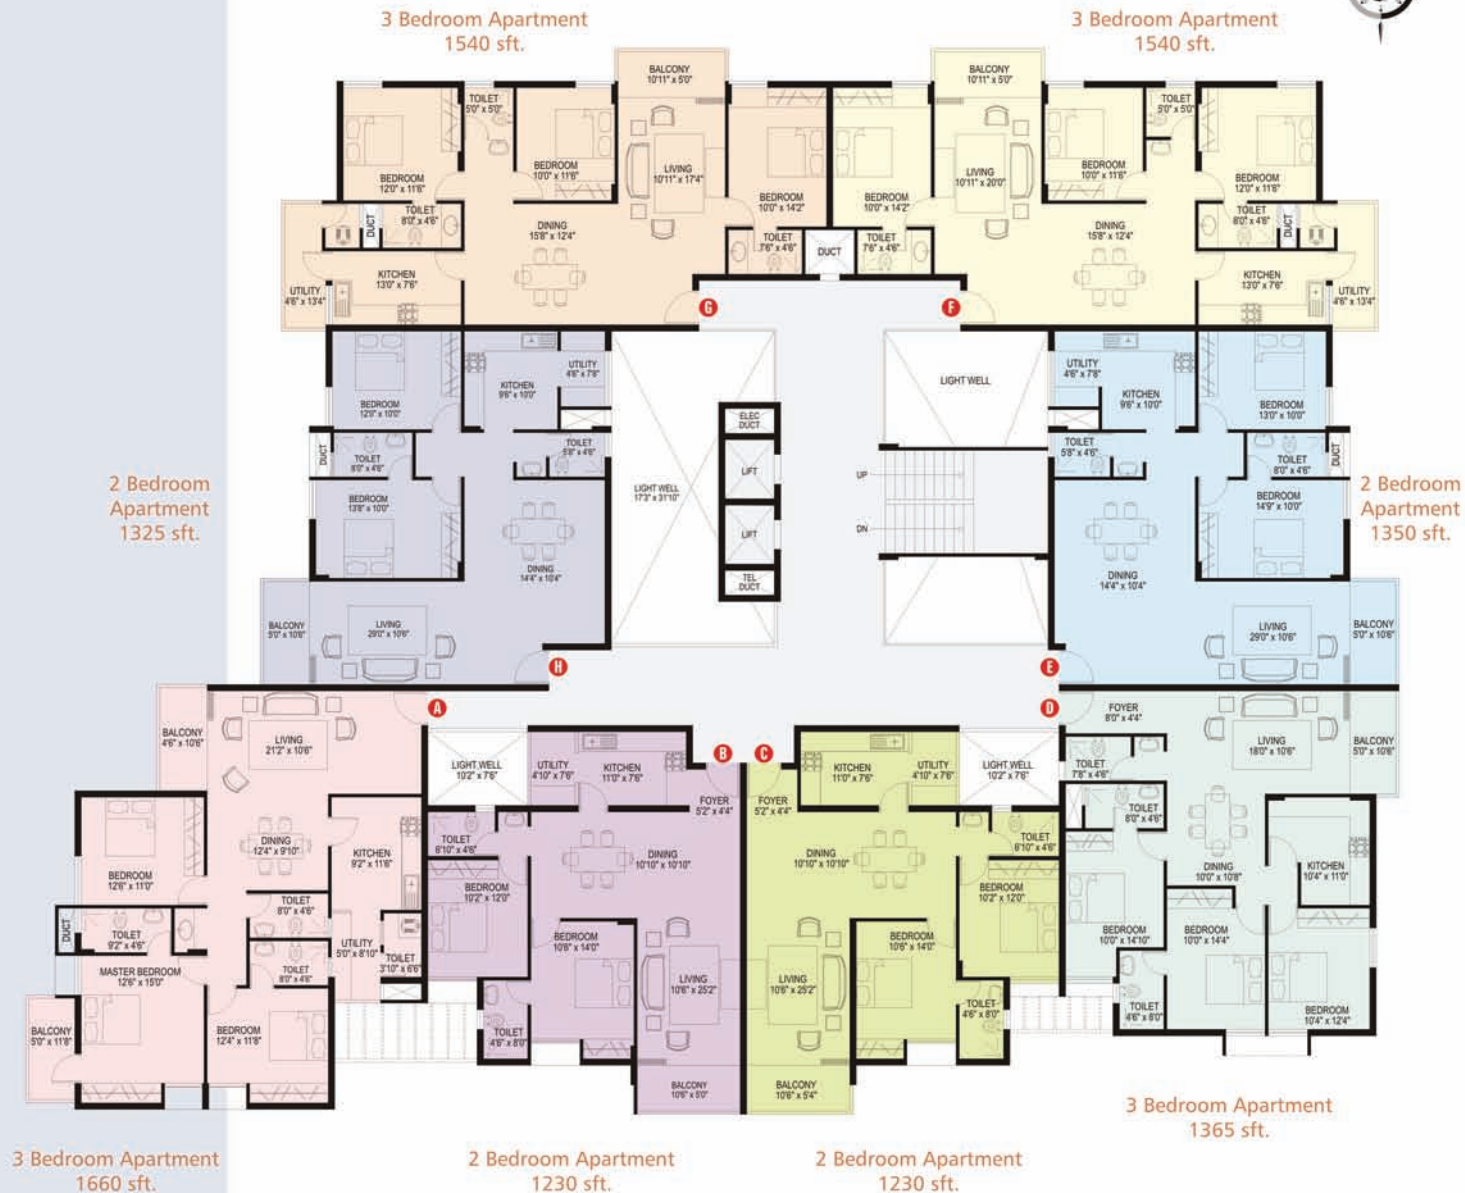 3 Bedroom Apartment
1540 sft.
3 Bedroom Apartment
1540 sft.
BALCONY
10'11" x 5'0"
TOILET
5'0" x 5'0"
BEDROOM
12'0" x 11'6"
BEDROOM
10'0" x 11'6"
LIVING
10'11" x 17'4"
BEDROOM
10'0" x 14'2"
TOILET
8'0" x 4'6"
DUCT
DINING
15'8" x 12'4"
TOILET
7'6" x 4'6"
KITCHEN
13'0" x 7'6"
UTILITY
4'6" x 13'4"
G
DUCT
BALCONY
10'11" x 5'0"
BEDROOM
10'0" x 14'2"
LIVING
10'11" x 20'0"
BEDROOM
10'0" x 11'6"
TOILET
5'0" x 5'0"
BEDROOM
12'0" x 11'6"
TOILET
7'6" x 4'6"
DINING
15'8" x 12'4"
TOILET
8'0" x 4'6"
DUCT
KITCHEN
13'0" x 7'6"
UTILITY
4'6" x 13'4"
F
2 Bedroom
Apartment
1325 sft.
BEDROOM
12'0" x 10'0"
KITCHEN
9'6" x 10'0"
UTILITY
4'6" x 7'8"
DUCT
TOILET
8'0" x 4'6"
TOILET
5'8" x 4'6"
BEDROOM
13'8" x 10'0"
DINING
14'4" x 10'4"
BALCONY
5'0" x 10'6"
LIVING
29'0" x 10'6"
H
LIGHT WELL
17'3" x 31'10"
ELEC
DUCT
LIFT
LIFT
TEL
DUCT
LIGHT WELL
UP
DN
2 Bedroom
Apartment
1350 sft.
UTILITY
4'6" x 7'8"
KITCHEN
9'6" x 10'0"
BEDROOM
13'0" x 10'0"
TOILET
5'8" x 4'6"
TOILET
8'0" x 4'6"
DUCT
BEDROOM
14'9" x 10'0"
DINING
14'4" x 10'4"
LIVING
29'0" x 10'6"
BALCONY
5'0" x 10'6"
E
A
BALCONY
4'6" x 10'6"
LIVING
21'2" x 10'6"
BEDROOM
12'6" x 11'0"
DINING
12'4" x 9'10"
KITCHEN
9'2" x 11'6"
DUCT
TOILET
9'2" x 4'6"
TOILET
8'0" x 4'6"
UTILITY
5'0" x 8'10"
TOILET
3'10" x 6'6"
MASTER BEDROOM
12'6" x 15'0"
TOILET
8'0" x 4'6"
BALCONY
5'0" x 11'8"
BEDROOM
12'4" x 11'8"
3 Bedroom Apartment
1660 sft.
LIGHT WELL
10'2" x 7'6"
UTILITY
4'10" x 7'6"
KITCHEN
11'0" x 7'6"
B
FOYER
5'2" x 4'4"
TOILET
6'10" x 4'6"
DINING
10'10" x 10'10"
BEDROOM
10'2" x 12'0"
BEDROOM
10'6" x 14'0"
LIVING
10'6" x 25'2"
TOILET
4'6" x 8'0"
BALCONY
10'6" x 5'0"
2 Bedroom Apartment
1230 sft.
C
FOYER
5'2" x 4'4"
KITCHEN
11'0" x 7'6"
UTILITY
4'10" x 7'6"
LIGHT WELL
10'2" x 7'6"
DINING
10'10" x 10'10"
TOILET
6'10" x 4'6"
BEDROOM
10'2" x 12'0"
BEDROOM
10'6" x 14'0"
LIVING
10'6" x 25'2"
TOILET
4'6" x 8'0"
BALCONY
10'6" x 5'4"
2 Bedroom Apartment
1230 sft.
D
FOYER
8'0" x 4'4"
LIVING
18'0" x 10'6"
BALCONY
5'0" x 10'6"
TOILET
7'8" x 4'6"
TOILET
8'0" x 4'6"
DINING
10'0" x 10'8"
KITCHEN
10'4" x 11'0"
BEDROOM
10'0" x 14'10"
BEDROOM
10'0" x 14'4"
TOILET
4'6" x 8'0"
BEDROOM
10'4" x 12'4"
3 Bedroom Apartment
1365 sft.